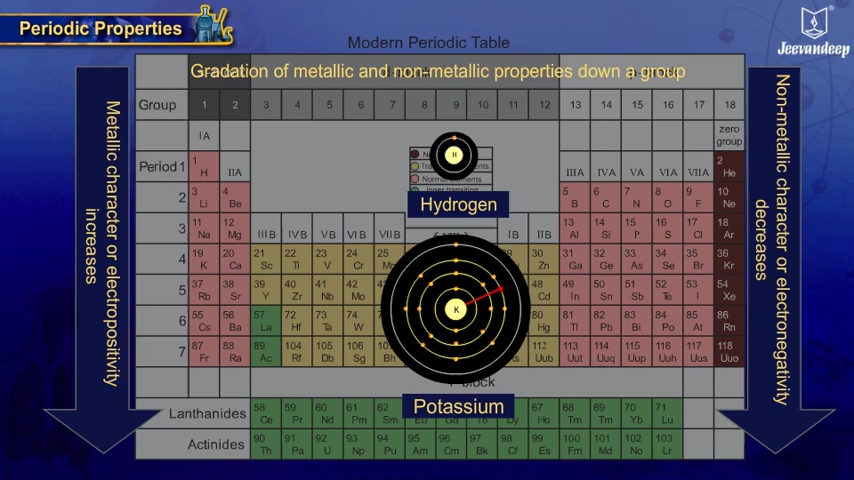 Periodic Properties
Jeevandeep
Modern Periodic Table
Gradation of metallic and non-metallic properties down a group
Group 1 2 3 4 5 6 7 8 9 10 11 12 13 14 15 16 17 18
IA zero group
Period 1 1 H IIA H IIIA IVA VA VIA VIIA 2 He
Normal elements
Inner transition
2 3 Li 4 Be Hydrogen 5 B 6 C 7 N 8 O 9 F 10 Ne
3 11 Na 12 Mg IIIB IVB VB VIB VIIB IB IIB 13 Al 14 Si 15 P 16 S 17 Cl 18 Ar
4 19 K 20 Ca 21 Sc 22 Ti 23 V 24 Cr 25 30 Zn 31 Ga 32 Ge 33 As 34 Se 35 Br 36 Kr
5 37 Rb 38 Sr 39 Y 40 Zr 41 Nb 42 K 48 Cd 49 In 50 Sn 51 Sb 52 Te 53 I 54 Xe
6 55 Cs 56 Ba 57 La 72 Hf 73 Ta 74 W 80 Hg 81 Tl 82 Pb 83 Bi 84 Po 85 At 86 Rn
7 87 Fr 88 Ra 89 Ac 104 Rf 105 Db 106 Sg 107 Bh 112 Uub 113 Uut 114 Uuq 115 Uup 116 Uuh 117 Uus 118 Uuo
block
Potassium
Lanthanides 58 Ce 59 Pr 60 Nd 61 Pm 62 Sm Eu Gd Tb Dy 67 Ho 68 Tm 69 Tm 70 Yb 71 Lu
Actinides 90 Th 91 Pa 92 U 93 Np 94 Pu 95 Am 96 Cm 97 Bk 98 Cf 99 Es 100 Fm 101 Md 102 No 103 Lr
Metallic character or electropositivity
increases
Non-metallic character or electronegativity
decreases